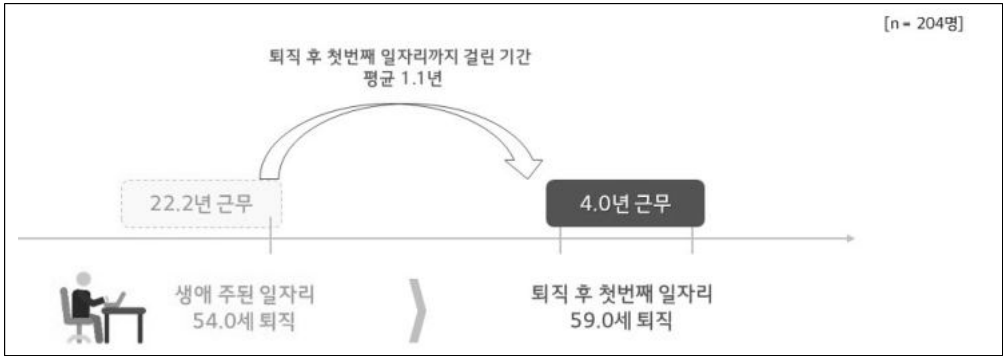 [n = 204명]
퇴직 후 첫번째 일자리까지 걸린 기간
평균 1.1년
22.2년 근무
4.0년 근무
생애 주된 일자리
54.0세 퇴직
퇴직 후 첫번째 일자리
59.0세 퇴직